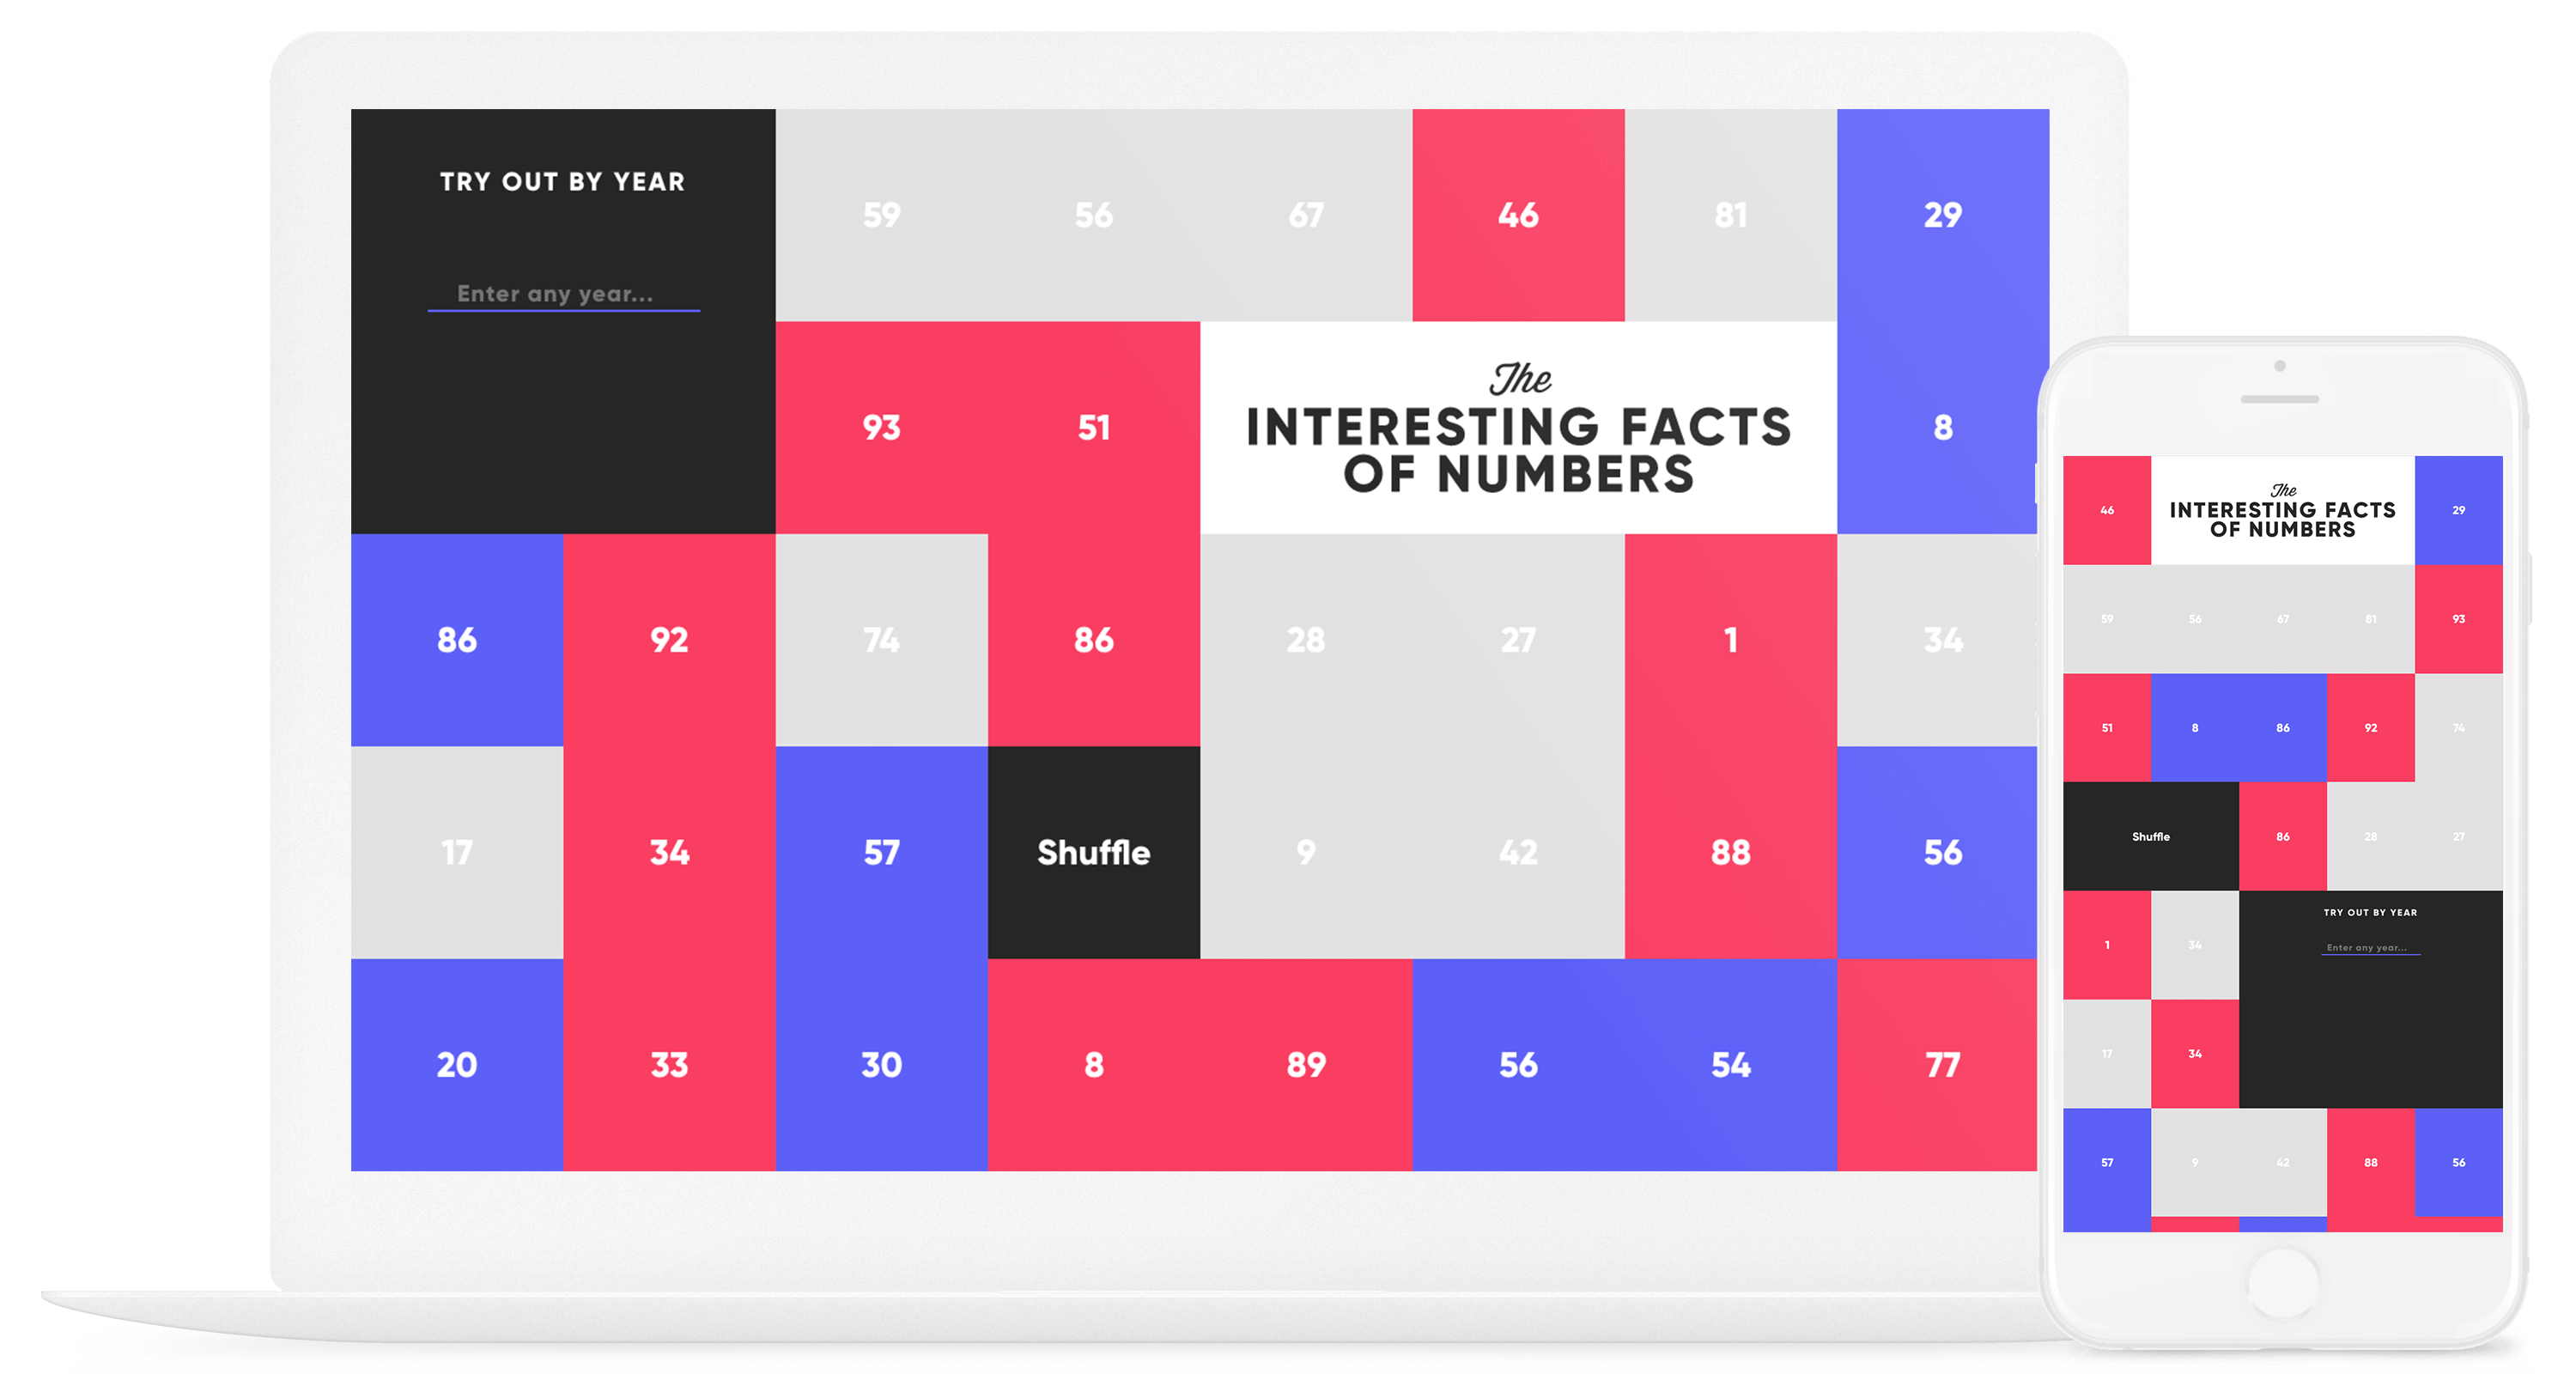 TRY OUT BY YEAR
Enter any year...
59 56 67 46 81 29
93 51
The
INTERESTING FACTS
OF NUMBERS
8
86 92 74 86 28 27 1 34
17 34 57 Shuffle 9 42 88 56
20 33 30 8 89 56 54 77
46
The
INTERESTING FACTS
OF NUMBERS
29
59 56 67 81 93
51 8 86 92 74
Shuffle 86 28 27
1 34
TRY OUT BY YEAR
Enter any year...
17 34
57 9 42 88 56